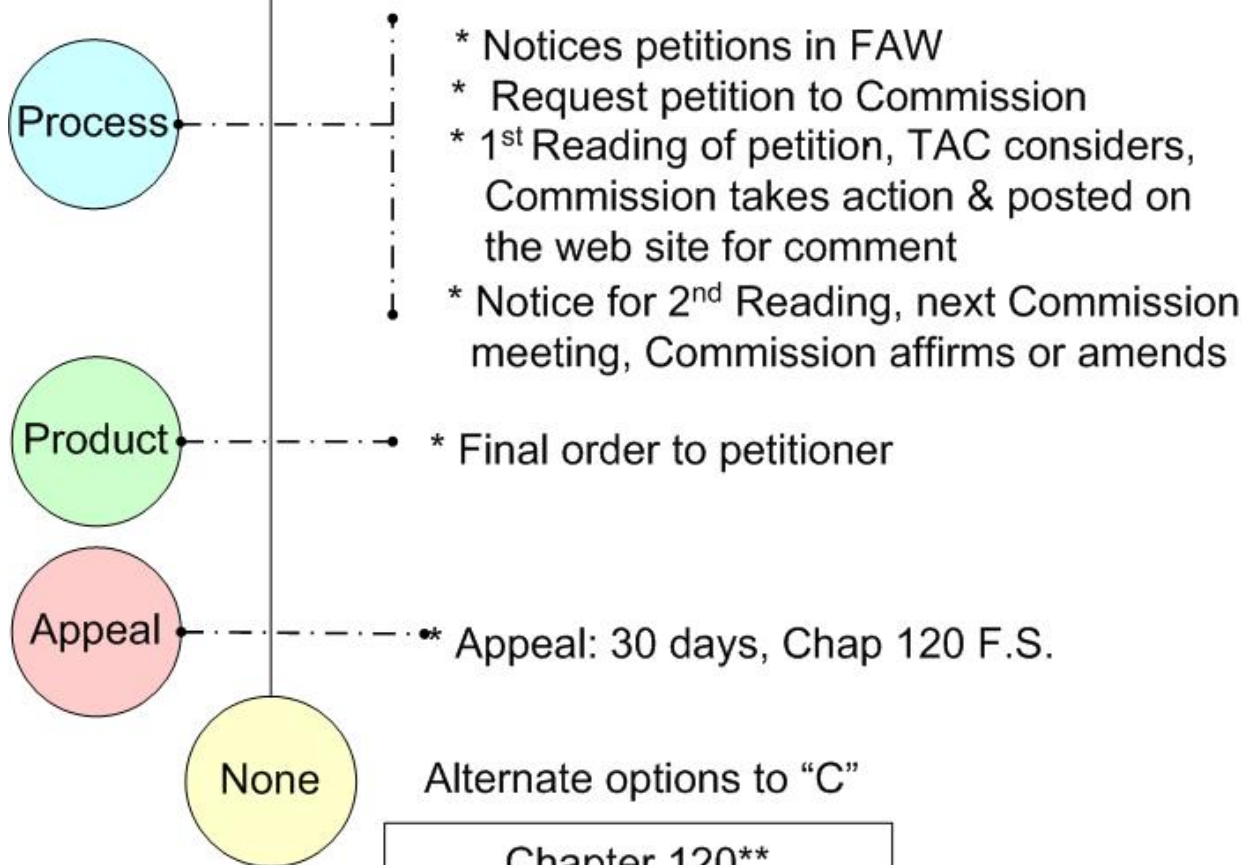 Process
* Notices petitions in FAW
* Request petition to Commission
* 1st Reading of petition, TAC considers,
Commission takes action & posted on
the web site for comment
* Notice for 2nd Reading, next Commission
meeting, Commission affirms or amends
Product
* Final order to petitioner
Appeal
* Appeal: 30 days, Chap 120 F.S.
None
Alternate options to “C”
Chapter 120**